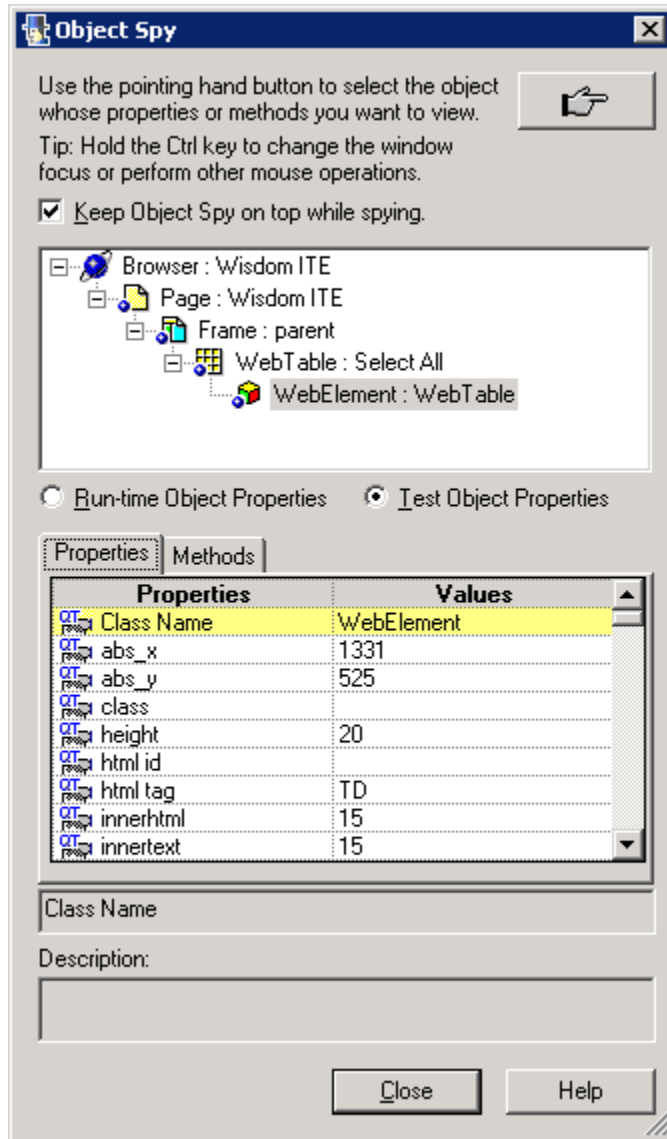 Object Spy
Use the pointing hand button to select the object
whose properties or methods you want to view.
Tip: Hold the Ctrl key to change the window
focus or perform other mouse operations.
Keep Object Spy on top while spying.
Browser : Wisdom ITE
Page : Wisdom ITE
Frame : parent
WebTable : Select All
WebElement : WebTable
Run-time Object Properties Test Object Properties
Properties Methods
Properties Values
Class Name WebElement
abs_x 1331
abs_y 525
class
height 20
html id
html tag TD
innerhtml 15
innertext 15
Class Name
Description:
Close Help